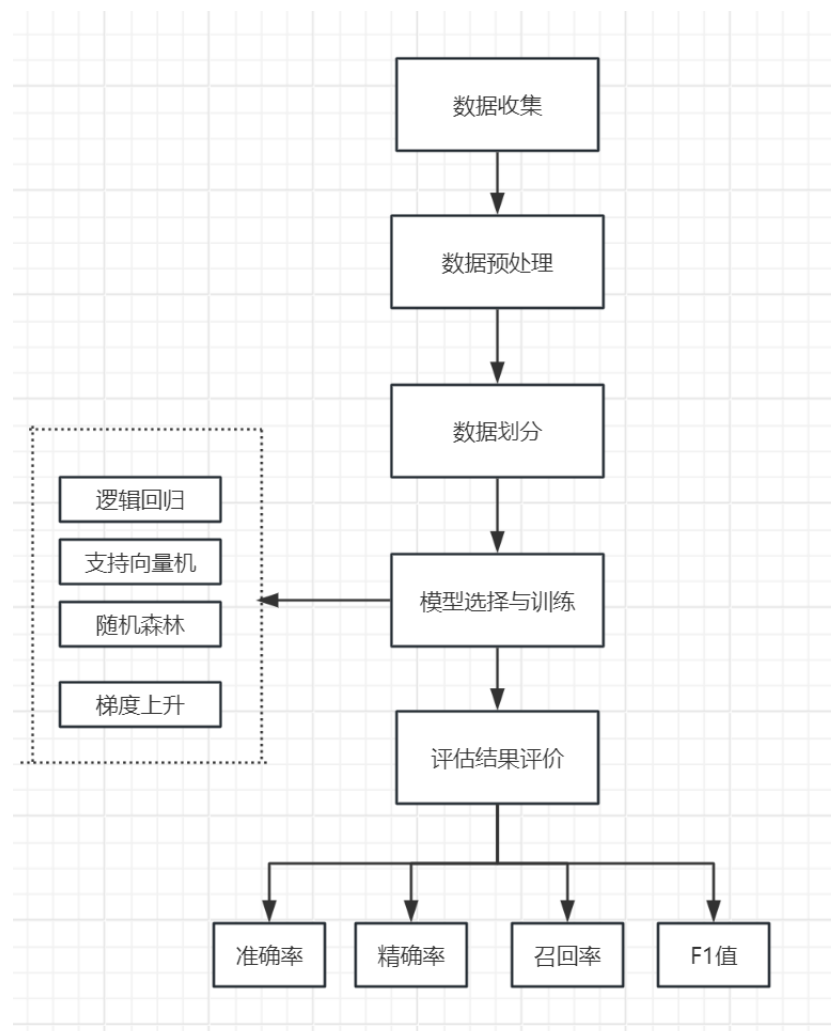 数据收集
数据预处理
数据划分
逻辑回归
支持向量机
随机森林
梯度上升
模型选择与训练
评估结果评价
准确率
精确率
召回率
F1值